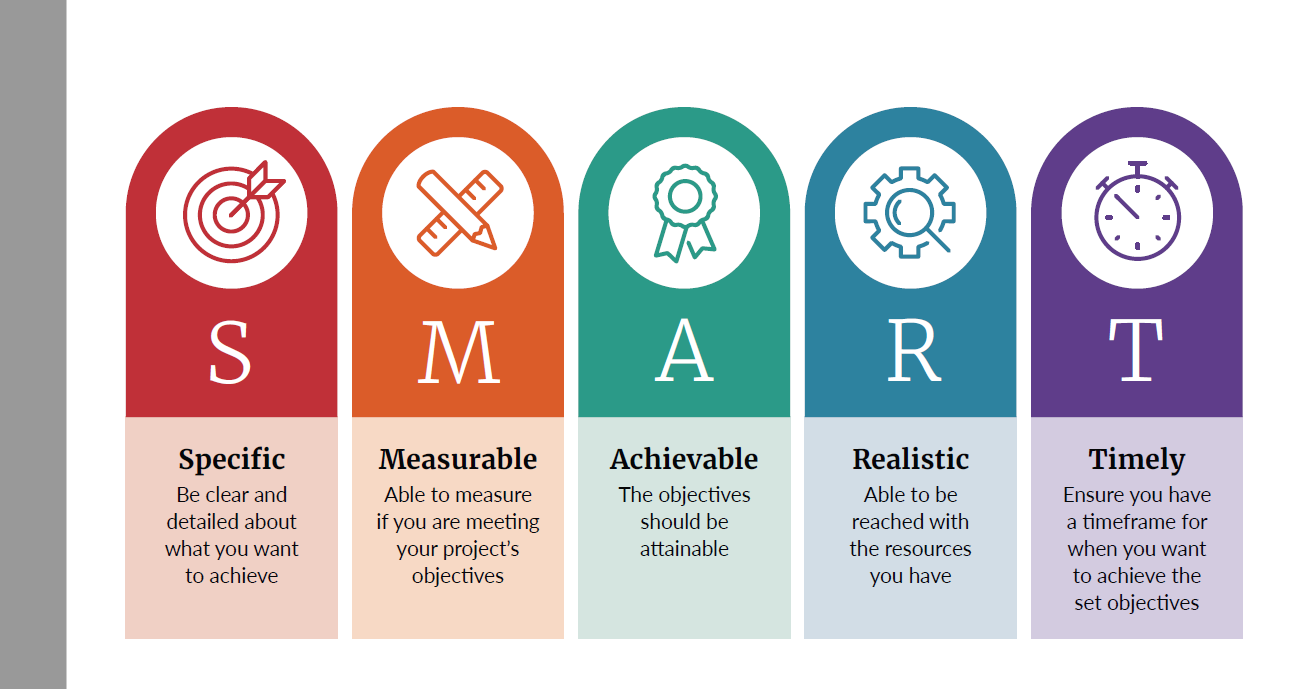 S
Specific
Be clear and
detailed about
what you want
to achieve
M
Measurable
Able to measure
if you are meeting
your project's
objectives
A
Achievable
The objectives
should be
attainable
R
Realistic
Able to be
reached with
the resources
you have
T
Timely
Ensure you have
a timeframe for
when you want
to achieve the
set objectives